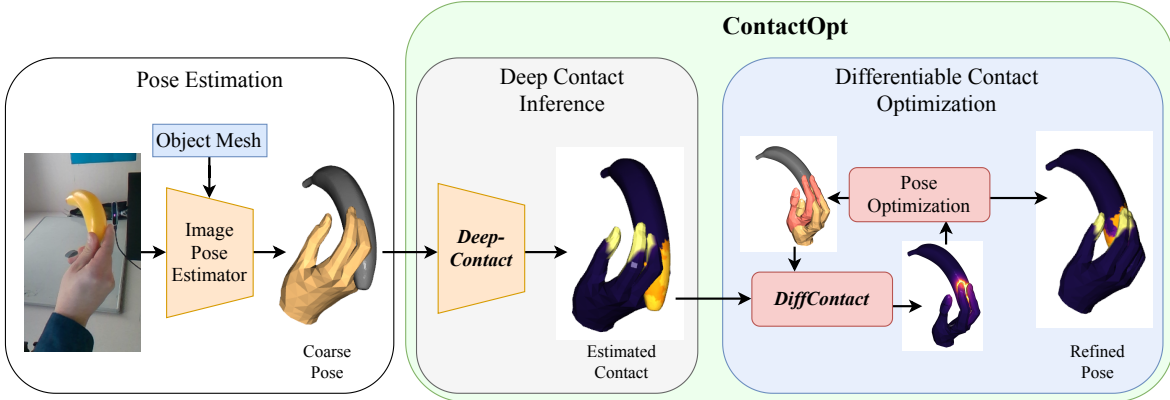 ContactOpt
Pose Estimation
Object Mesh
Image
Pose
Estimator
Coarse
Pose
Deep Contact
Inference
Deep-
Contact
Estimated
Contact
Differentiable Contact
Optimization
Pose
Optimization
DiffContact
Refined
Pose